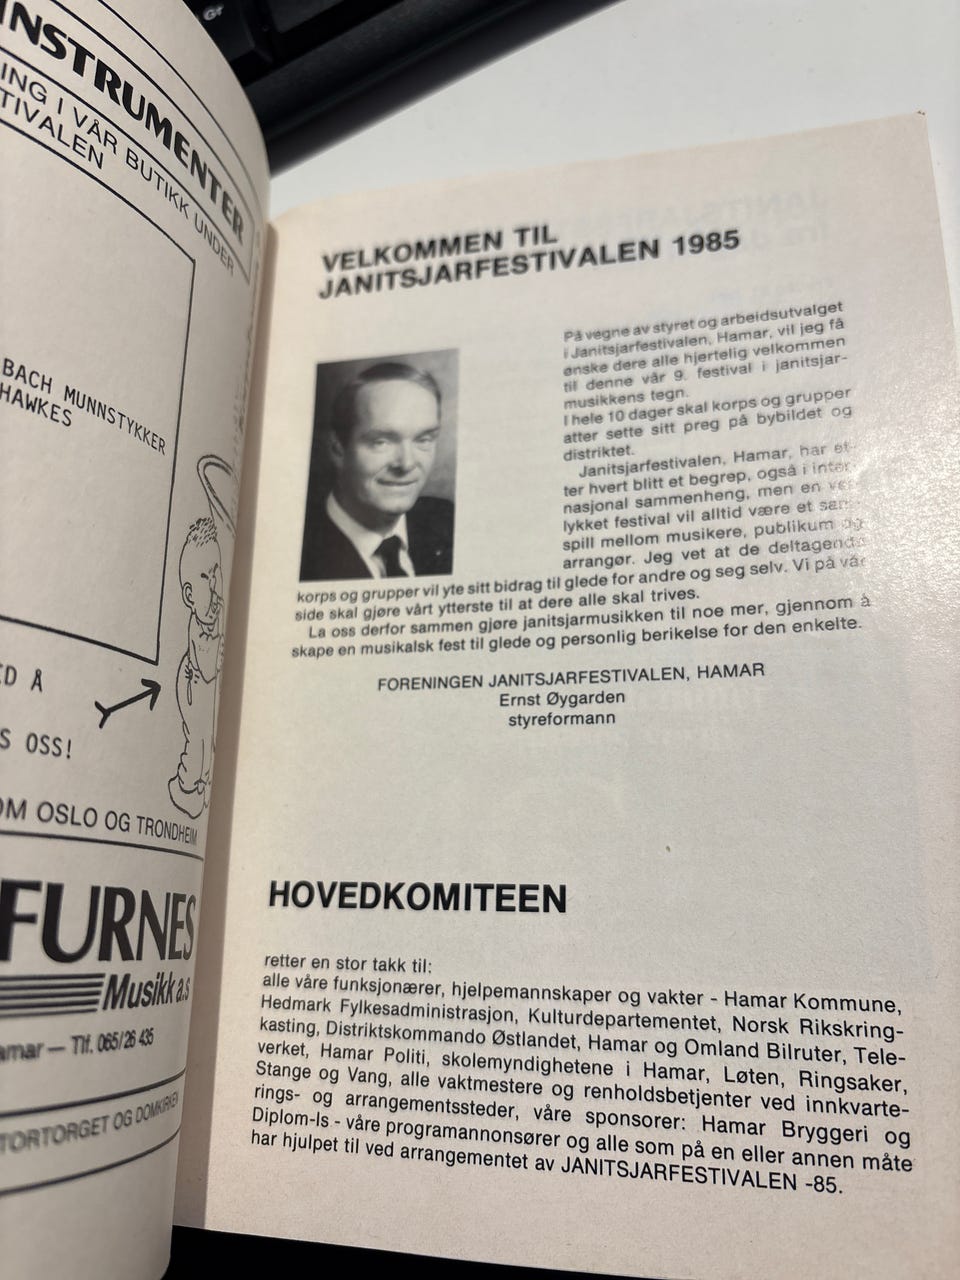 INSTRUMENTER
ING I VÅR BUTIKK UNDER
TIVALEN
BACH MUNNSTYKKER
HAWKES
ED Å
S OSS!
OM OSLO OG TRONDHEIM
FURNES
Musikk a.s
amar — Tlf. 065/26 435
TORTORGET OG DOMKIRKEN
VELKOMMEN TIL
JANITSJARFESTIVALEN 1985
På vegne av styret og arbeidsutvalget
i Janitsjarfestivalen, Hamar, vil jeg få
ønske dere alle hjertelig velkommen
til denne vår 9. festival i janitsjar-
musikkens tegn.
I hele 10 dager skal korps og grupper
atter sette sitt preg på bybildet og
distriktet.
Janitsjarfestivalen, Hamar, har et-
ter hvert blitt et begrep, også i inter-
nasjonal sammenheng, men en vel-
lykket festival vil alltid være et sam-
spill mellom musikere, publikum og
arrangør. Jeg vet at de deltagende
korps og grupper vil yte sitt bidrag til glede for andre og seg selv. Vi på vår
side skal gjøre vårt ytterste til at dere alle skal trives.
La oss derfor sammen gjøre janitsjarmusikken til noe mer, gjennom å
skape en musikalsk fest til glede og personlig berikelse for den enkelte.
FORENINGEN JANITSJARFESTIVALEN, HAMAR
Ernst Øygarden
styreformann
HOVEDKOMITEEN
retter en stor takk til:
alle våre funksjonærer, hjelpemannskaper og vakter - Hamar Kommune,
Hedmark Fylkesadministrasjon, Kulturdepartementet, Norsk Rikskring-
kasting, Distriktskommando Østlandet, Hamar og Omland Bilruter, Tele-
verket, Hamar Politi, skolemyndighetene i Hamar, Løten, Ringsaker,
Stange og Vang, alle vaktmestere og renholdsbetjenter ved innkvarte-
rings- og arrangementssteder, våre sponsorer: Hamar Bryggeri og
Diplom-Is - våre programannonsører og alle som på en eller annen måte
har hjulpet til ved arrangementet av JANITSJARFESTIVALEN -85.